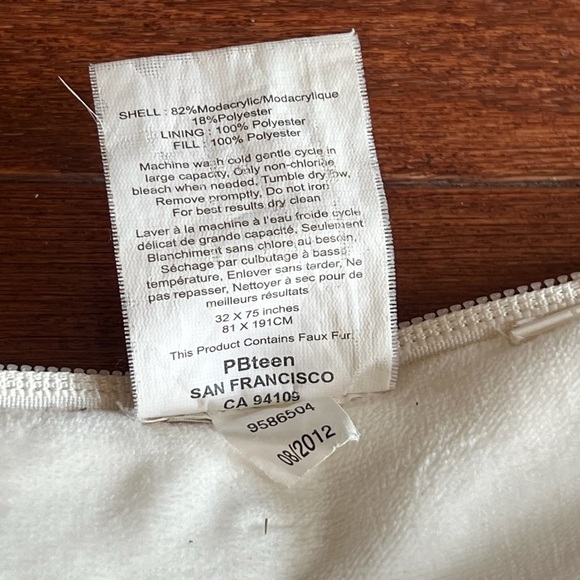 SHELL : 82%Modacrylic/Modacrylique
18%Polyester
LINING : 100% Polyester
FILL : 100% Polyester
Machine wash cold gentle cycle in
large capacity, Only non-chlorine
bleach when needed, Tumble dry low,
Remove promptly, Do not iron
For best results dry clean
Laver à la machine à l'eau froide cycle
délicat de grande capacité, Seulement
Blanchiment sans chlore au besoin,
Séchage par culbutage à basse
température, Enlever sans tarder, Ne
pas repasser, Nettoyer à sec pour de
meilleurs résultats
32 X 75 inches
81 X 191CM
This Product Contains Faux Fur.
PBteen
SAN FRANCISCO
CA 94109
9586504
08/2012